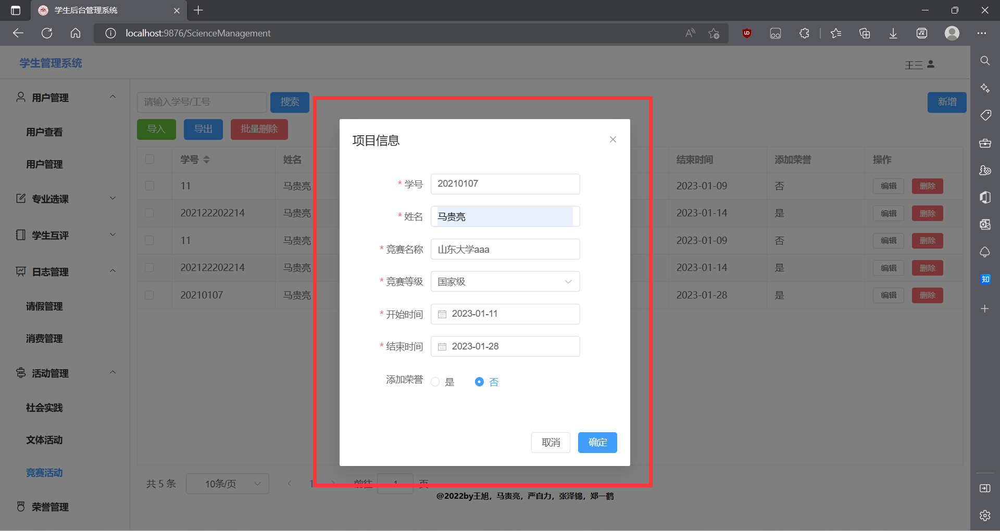 学生后台管理系统
localhost:9876/ScienceManagement
学生管理系统
王三
用户管理
用户查看
用户管理
专业选课
学生互评
日志管理
请假管理
消费管理
活动管理
社会实践
文体活动
竞赛活动
荣誉管理
请输入学号/工号 搜索 新增
导入 导出 批量删除
学号 姓名 结束时间 添加荣誉 操作
11 马贵亮 2023-01-09 否 编辑 删除
202122202214 马贵亮 2023-01-14 是 编辑 删除
11 马贵亮 2023-01-09 否 编辑 删除
202122202214 马贵亮 2023-01-14 是 编辑 删除
20210107 马贵亮 2023-01-28 是 编辑 删除
项目信息
* 学号 20210107
* 姓名 马贵亮
* 竞赛名称 山东大学aaa
* 竞赛等级 国家级
* 开始时间 2023-01-11
* 结束时间 2023-01-28
添加荣誉 是 否
取消 确定
共 5 条 10条/页 1 前往 1 页
@2022by王旭，马贵亮，严自力，张泽锦，郑一鹤
知